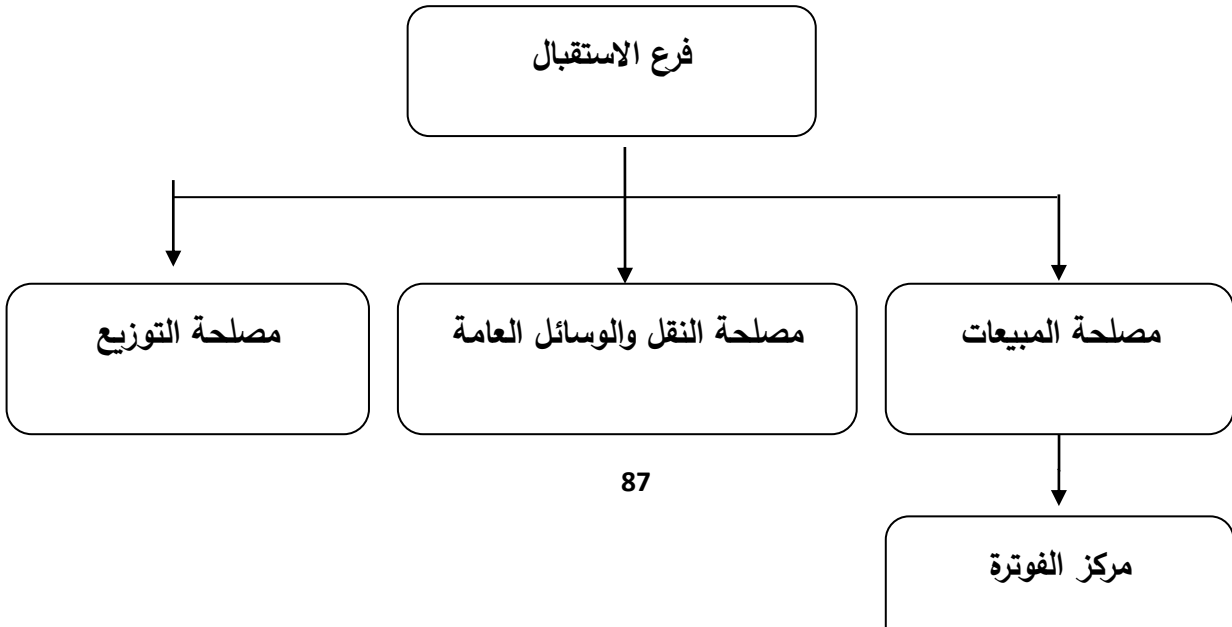 فرع الاستقبال
مصلحة المبيعات
مصلحة النقل والوسائل العامة
مصلحة التوزيع
87
مركز الفوترة